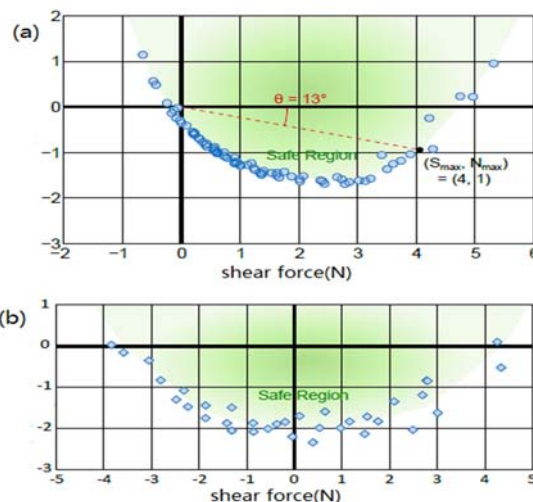 (a)
2
1
0
−1
−2
−3
θ = 13°
Safe Region
(Smax, Nmax)
= (4, 1)
−2 −1 0 1 2 3 4 5 6
shear force(N)
(b)
1
0
-1
-2
-3
Safe Region
-5 -4 -3 -2 -1 0 1 2 3 4 5
shear force(N)